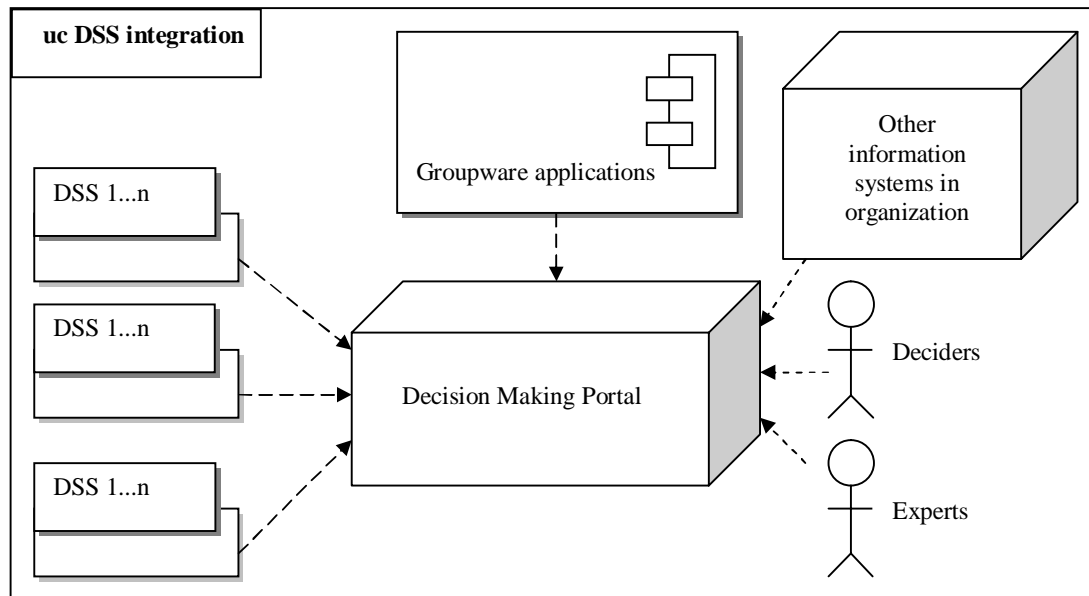 uc DSS integration
Groupware applications
Other
information
systems in
organization
DSS 1...n
DSS 1...n
DSS 1...n
Decision Making Portal
Deciders
Experts